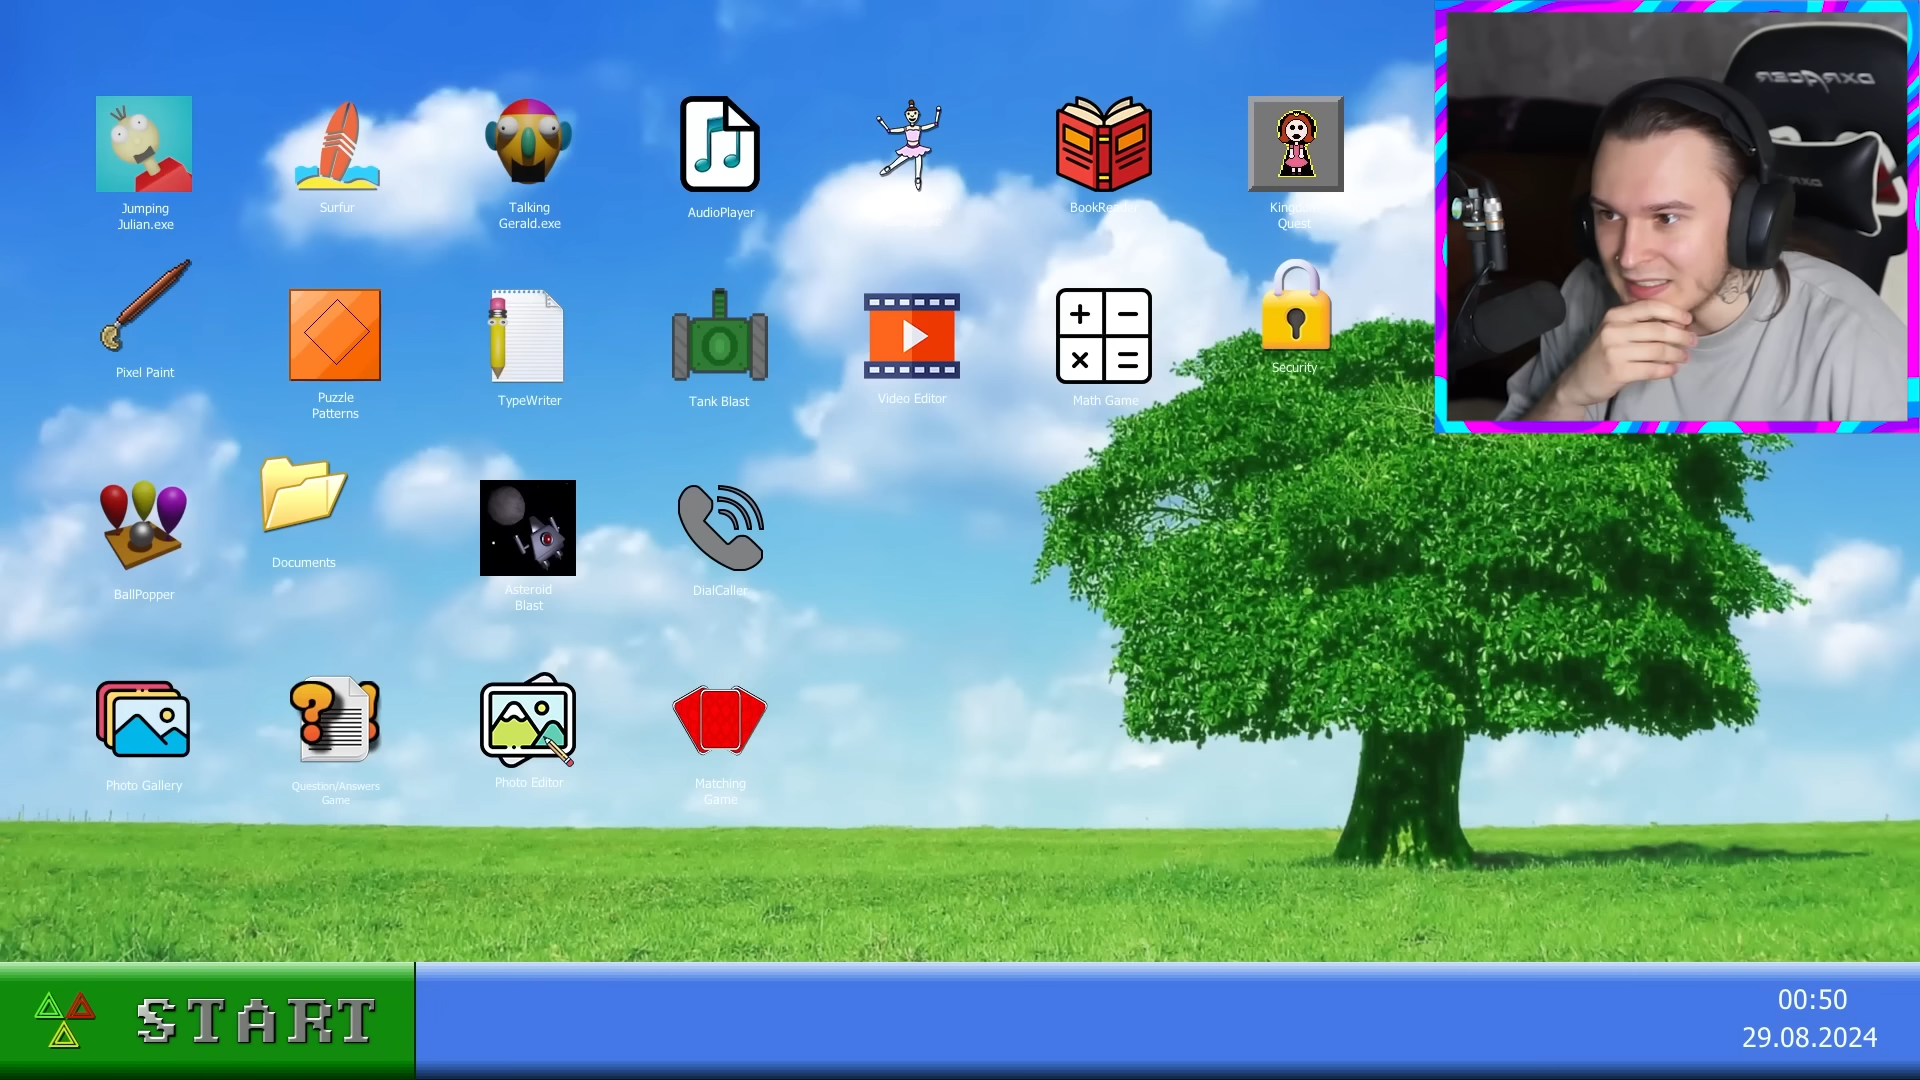 Jumping
Julian.exe
Surfur
Talking
Gerald.exe
AudioPlayer
Quest
DXRACER
Pixel Paint
Puzzle
Patterns
TypeWriter
Tank Blast
Video Editor
Math Game
Security
BallPopper
Documents
Asteroid
Blast
DialCaller
Photo Gallery
Question/Answers
Game
Photo Editor
Matching
Game
START
00:50
29.08.2024